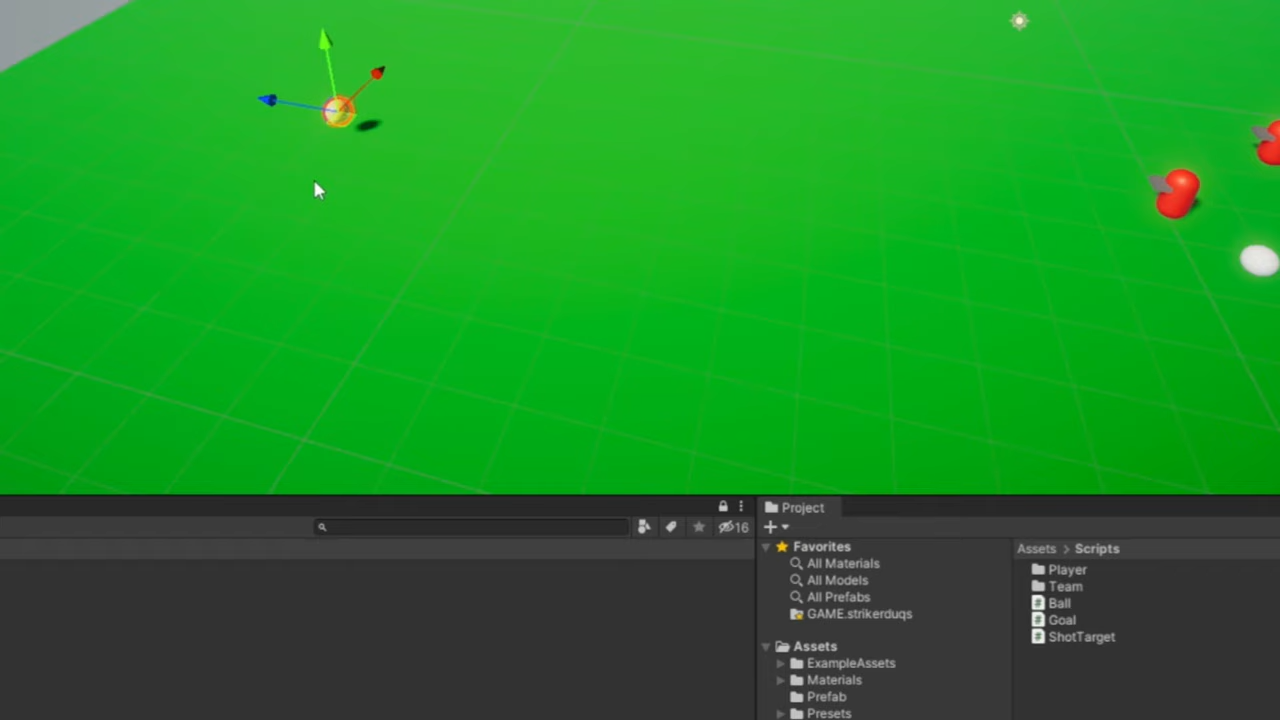 Project
16
Favorites
All Materials
All Models
All Prefabs
GAME.strikerduqs
Assets
ExampleAssets
Materials
Prefab
Presets
Assets > Scripts
Player
Team
Ball
Goal
ShotTarget